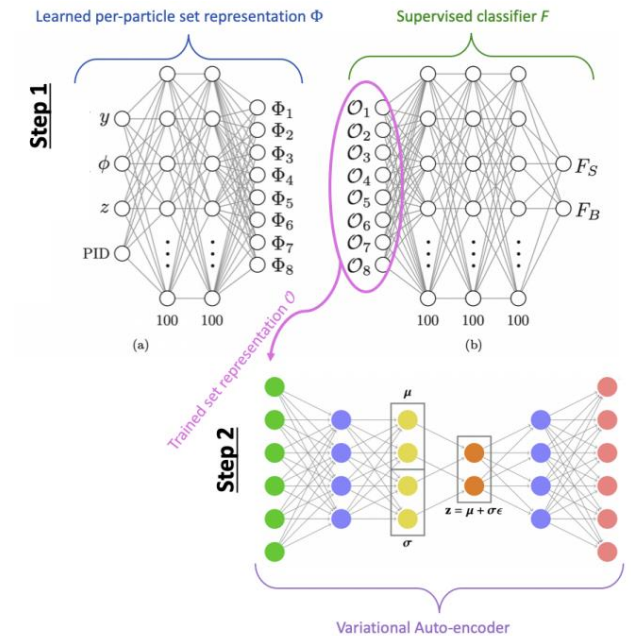 Learned per-particle set representation Φ
Supervised classifier F
Step 1
y
ϕ
z
PID
Φ1
Φ2
Φ3
Φ4
Φ5
Φ6
Φ7
Φ8
100 100
(a)
𝒪1
𝒪2
𝒪3
𝒪4
𝒪5
𝒪6
𝒪7
𝒪8
F_S
F_B
100 100 100
(b)
Trained set representation O
Step 2
μ
σ
z = μ + σϵ
Variational Auto-encoder